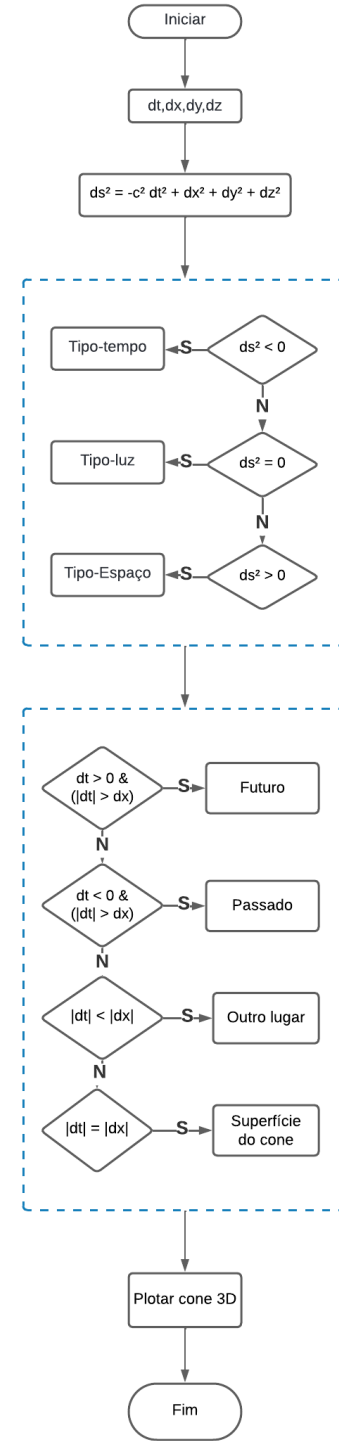 Iniciar
dt,dx,dy,dz
ds² = -c² dt² + dx² + dy² + dz²
Tipo-tempo
S
ds² < 0
N
Tipo-luz
S
ds² = 0
N
Tipo-Espaço
S
ds² > 0
dt > 0 &
(|dt| > dx)
S
Futuro
N
dt < 0 &
(|dt| > dx)
S
Passado
N
|dt| < |dx|
S
Outro lugar
N
|dt| = |dx|
S
Superfície
do cone
Plotar cone 3D
Fim